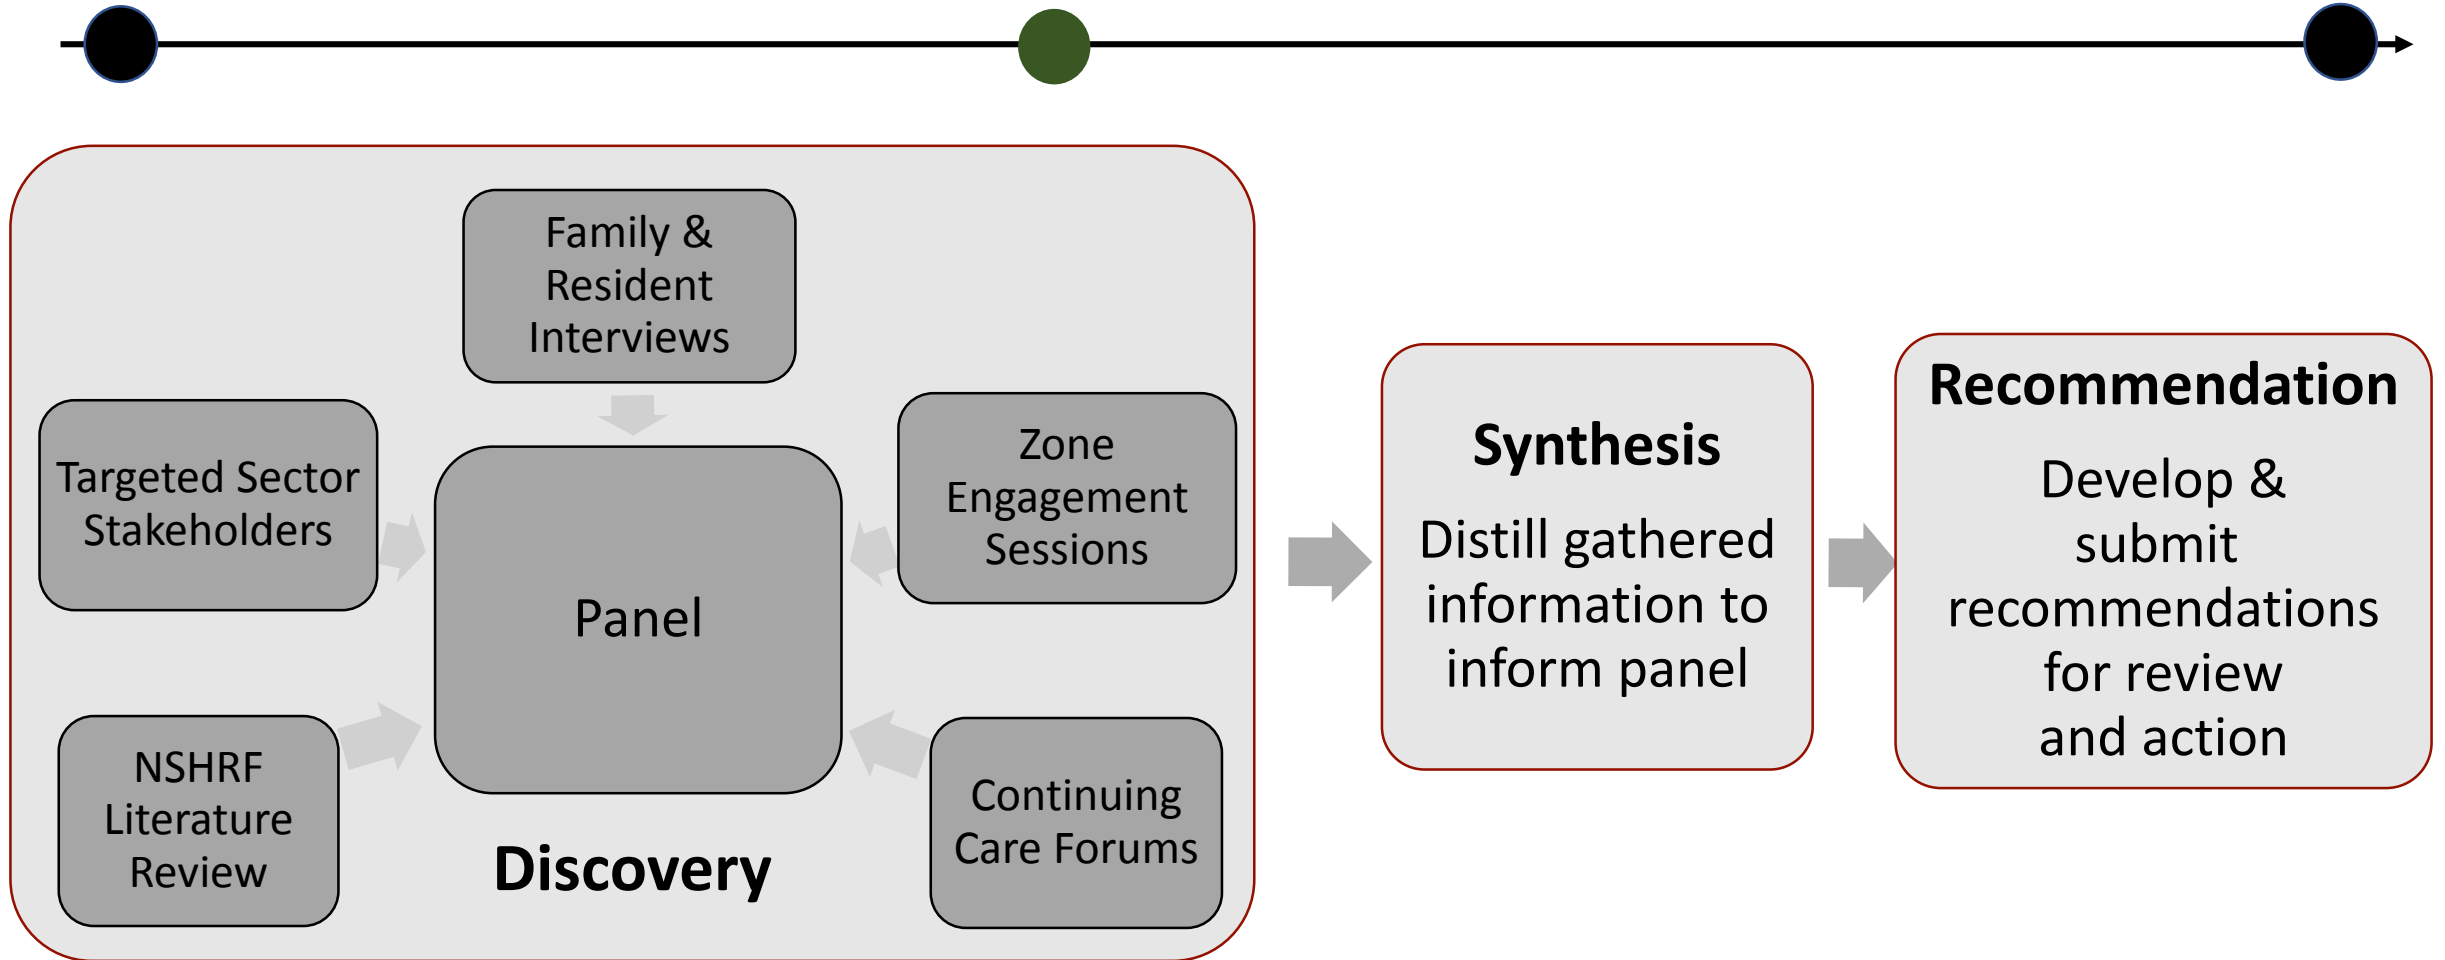 Family &
Resident
Interviews
Targeted Sector
Stakeholders
Zone
Engagement
Sessions
Panel
NSHRF
Literature
Review
Continuing
Care Forums
Discovery
Synthesis
Distill gathered
information to
inform panel
Recommendation
Develop &
submit
recommendations
for review
and action